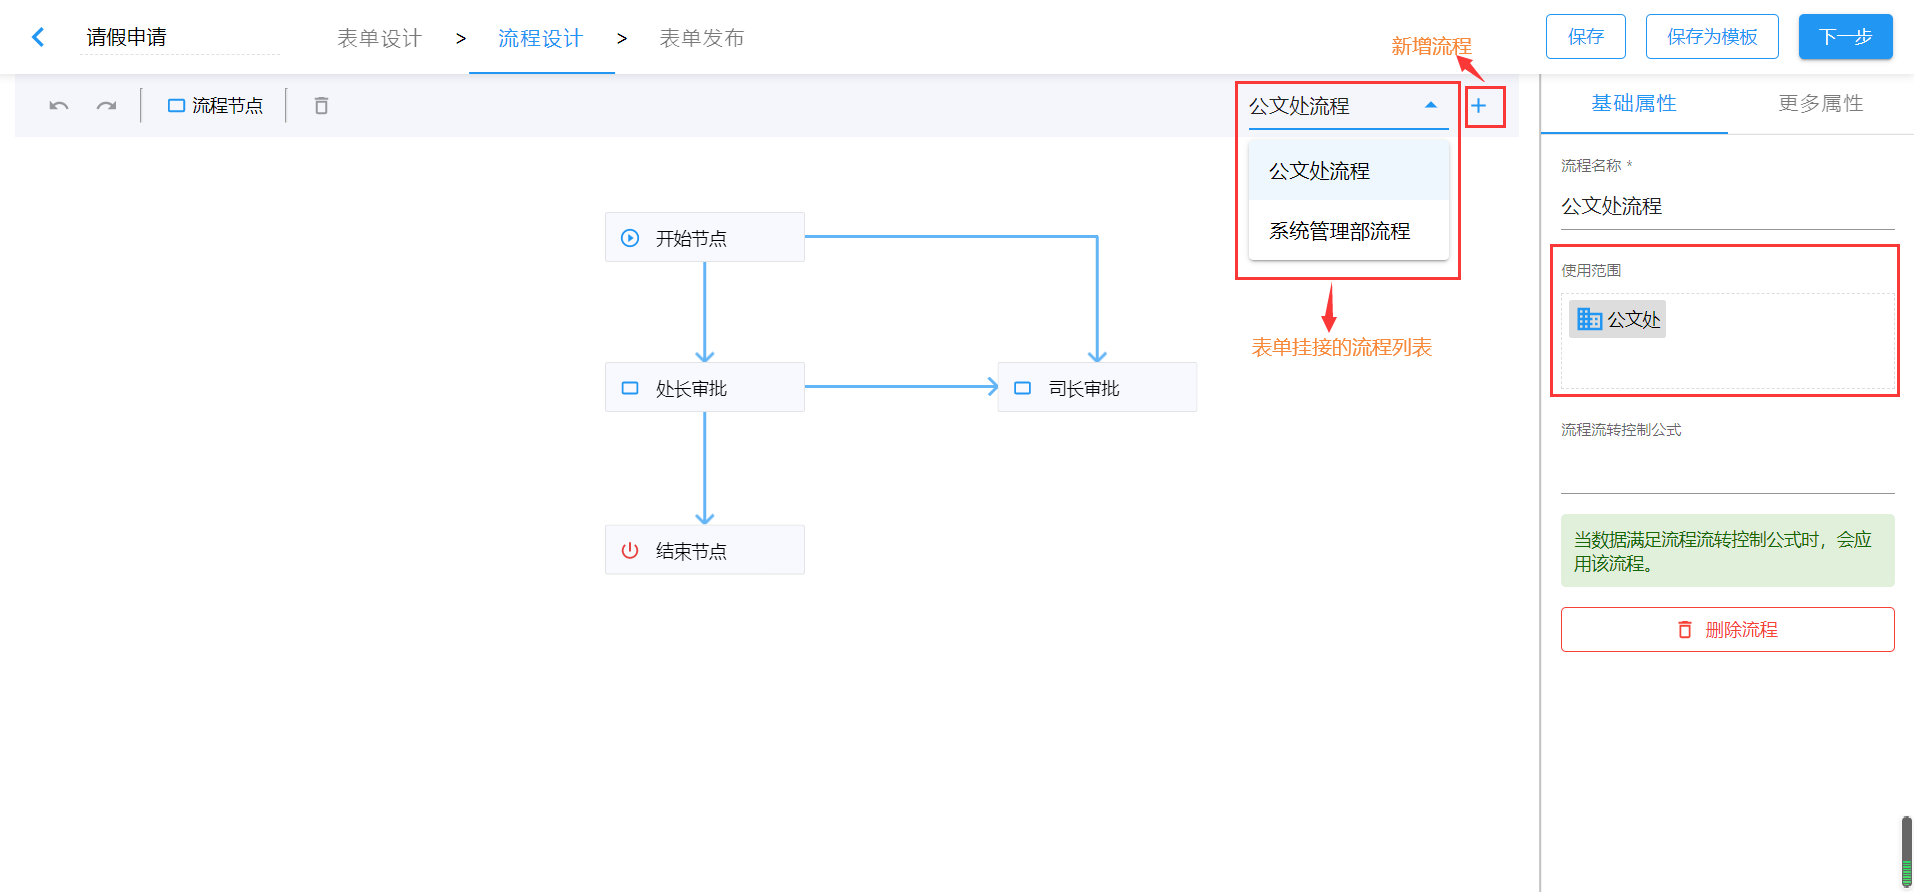 请假申请
表单设计 > 流程设计 > 表单发布
新增流程
保存
保存为模板
下一步
流程节点
公文处流程
公文处流程
系统管理部流程
表单挂接的流程列表
开始节点
处长审批
司长审批
结束节点
基础属性
更多属性
流程名称 *
公文处流程
使用范围
公文处
流程流转控制公式
当数据满足流程流转控制公式时，会应
用该流程。
删除流程